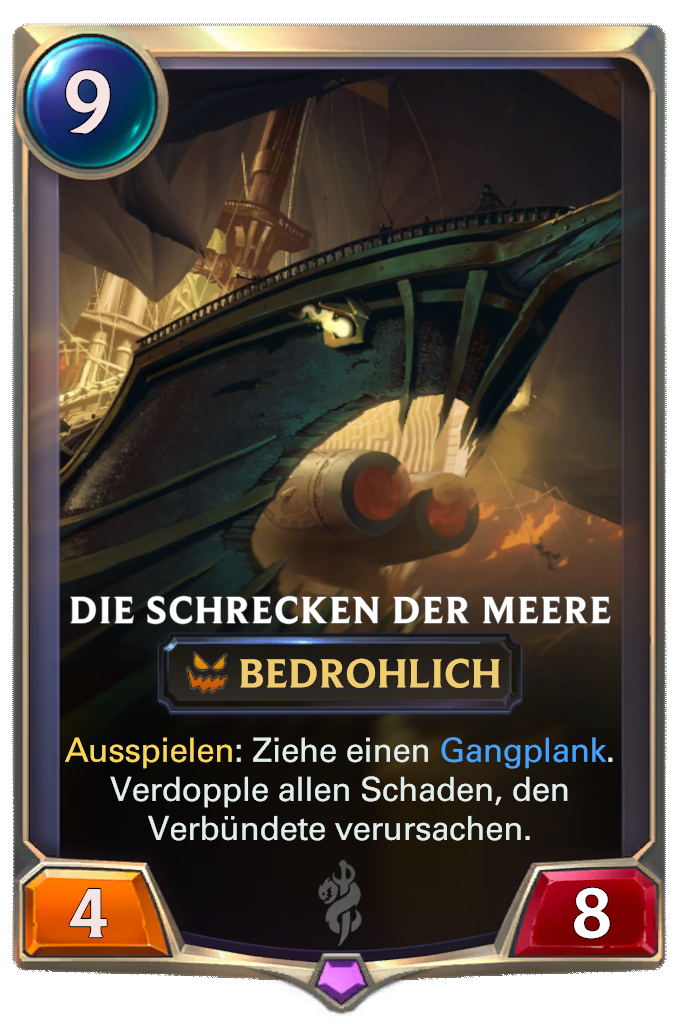 9
DIE SCHRECKEN DER MEERE
BEDROHLICH
Ausspielen: Ziehe einen Gangplank.
Verdopple allen Schaden, den
Verbündete verursachen.
4
8